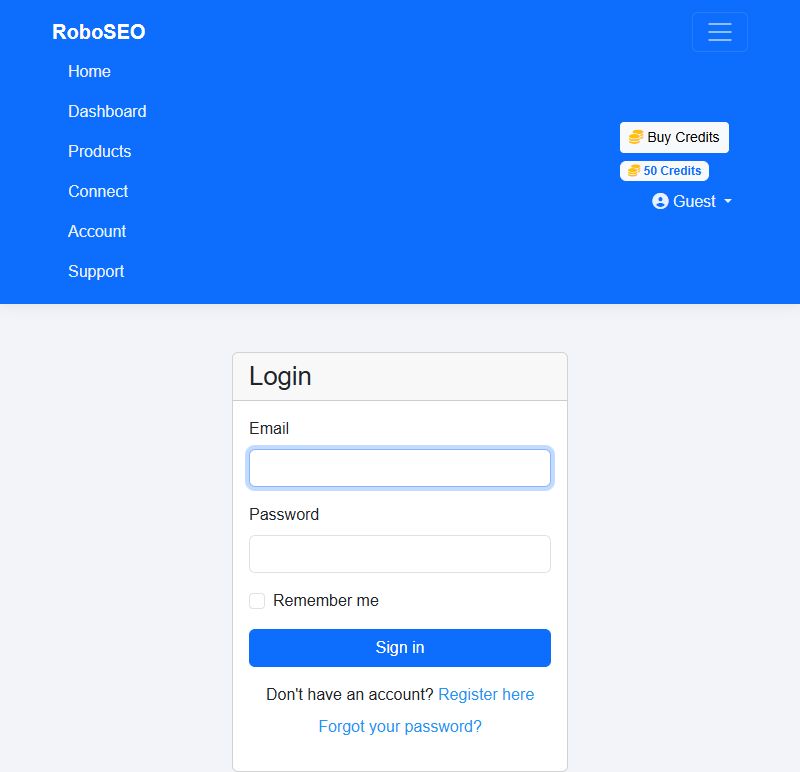 RoboSEO
Home
Dashboard
Products
Connect
Account
Support
Buy Credits
50 Credits
Guest
Login
Email
Password
Remember me
Sign in
Don't have an account? Register here
Forgot your password?